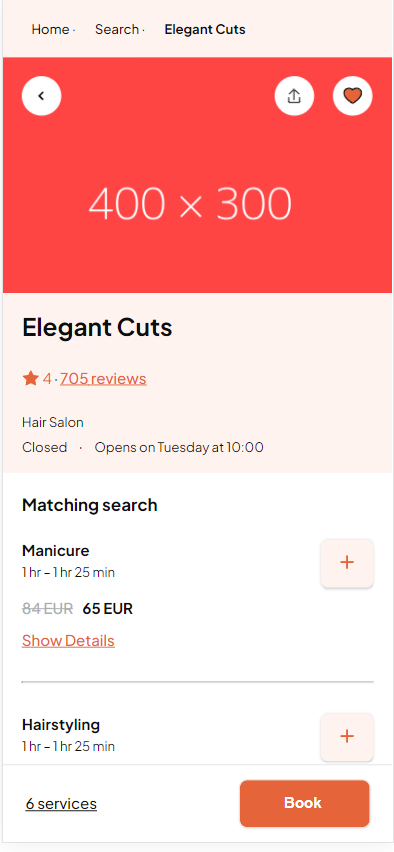 Home · Search · Elegant Cuts
400 × 300
Elegant Cuts
4 · 705 reviews
Hair Salon
Closed · Opens on Tuesday at 10:00
Matching search
Manicure
1 hr – 1 hr 25 min
84 EUR 65 EUR
Show Details
Hairstyling
1 hr – 1 hr 25 min
6 services Book